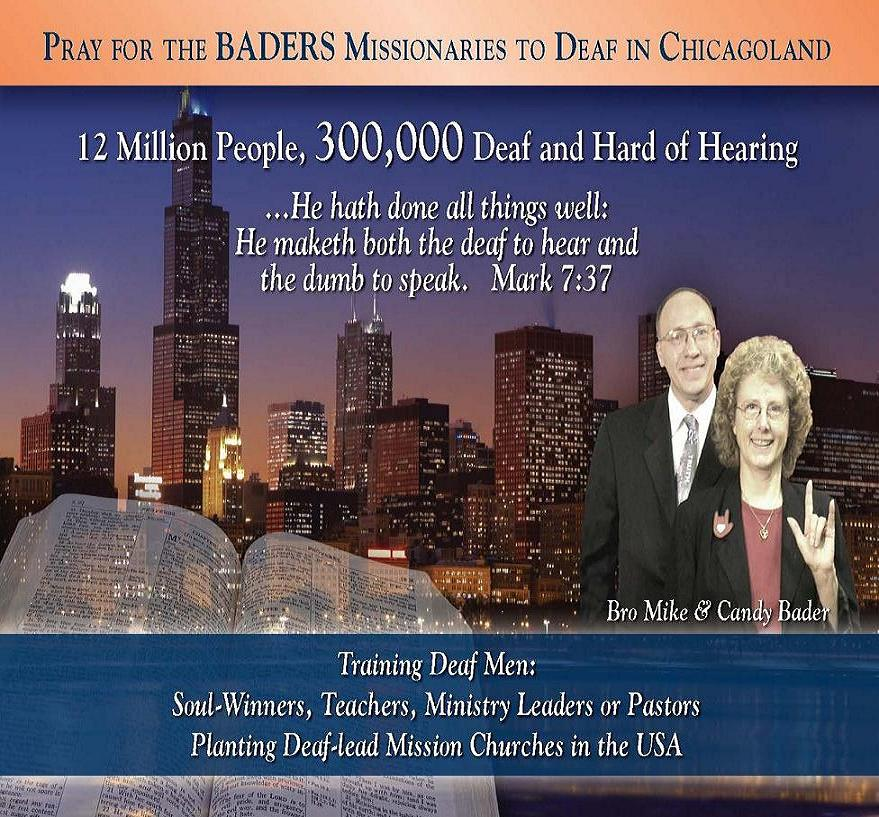 PRAY FOR THE BADERS MISSIONARIES TO DEAF IN CHICAGOLAND
12 Million People, 300,000 Deaf and Hard of Hearing
...He hath done all things well:
He maketh both the deaf to hear and
the dumb to speak. Mark 7:37
Bro Mike & Candy Bader
Training Deaf Men:
Soul-Winners, Teachers, Ministry Leaders or Pastors
Planting Deaf-lead Mission Churches in the USA